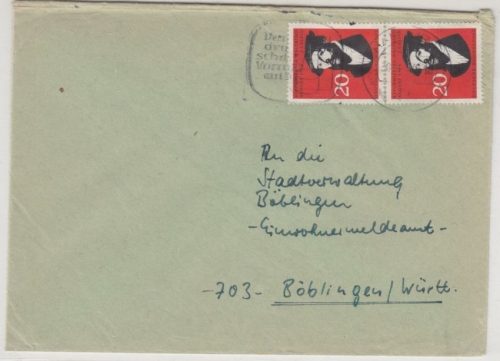 20
20
An die
Stadtverwaltung
Böblingen
- Einwohnermeldeamt -
- 703 - Böblingen/Württ.